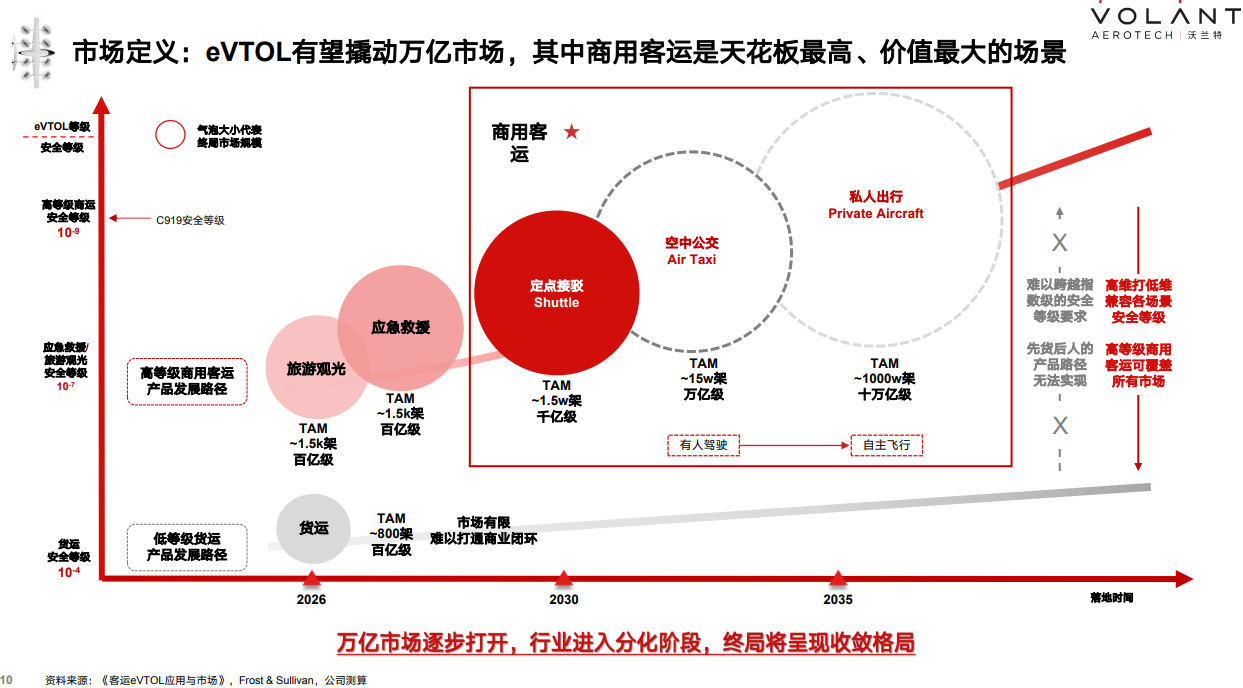 VOLANT
AEROTECH | 沃兰特
市场定义：eVTOL有望撬动万亿市场，其中商用客运是天花板最高、价值最大的场景
eVTOL等级
安全等级
气泡大小代表
终局市场规模
高等级商运
安全等级
10-9
C919安全等级
应急救援/
旅游观光
安全等级
10-7
货运
安全等级
10-4
高等级商用客运
产品发展路径
低等级货运
产品发展路径
旅游观光
TAM
~1.5k架
百亿级
应急救援
TAM
~1.5k架
百亿级
货运
TAM
~800架
百亿级
市场有限
难以打通商业闭环
商用客
运
定点接驳
Shuttle
TAM
~1.5w架
千亿级
空中公交
Air Taxi
TAM
~15w架
万亿级
私人出行
Private Aircraft
TAM
~1000w架
十万亿级
有人驾驶
自主飞行
X
难以跨越指
数级的安全
等级要求
先货后人的
产品路径
无法实现
X
高维打低维
兼容各场景
安全等级
高等级商用
客运可覆盖
所有市场
2026
2030
2035
落地时间
万亿市场逐步打开，行业进入分化阶段，终局将呈现收敛格局
10
资料来源：《客运eVTOL应用与市场》，Frost & Sullivan，公司测算